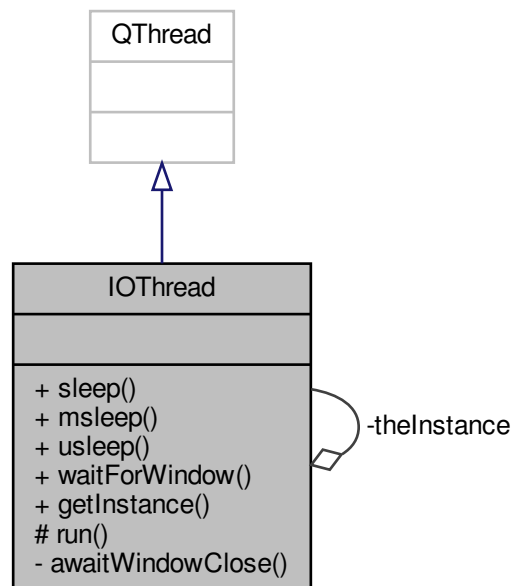 QThread
IOThread
+ sleep()
+ msleep()
+ usleep()
+ waitForWindow()
+ getInstance()
# run()
- awaitWindowClose()
-theInstance